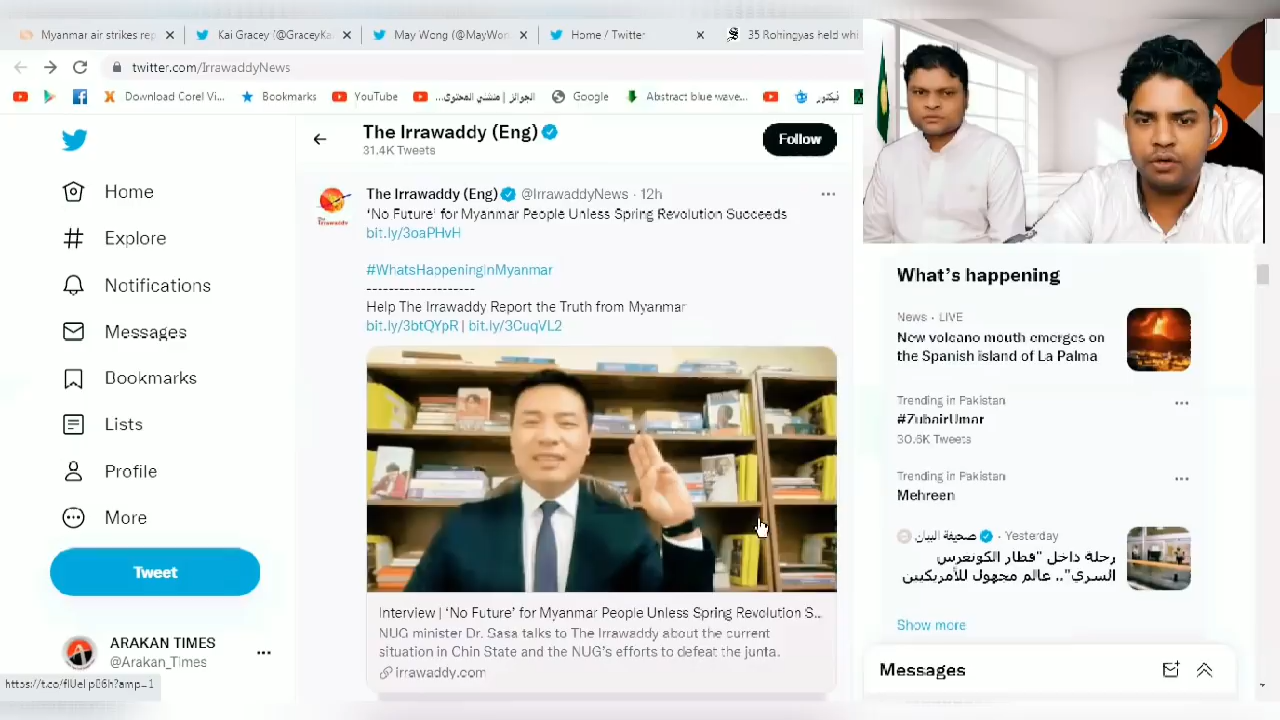 Myanmar air strikes rep
Kai Gracey (@GraceyKa
May Wong (@MayWon
Home / Twitter
35 Rohingyas held whi
twitter.com/IrrawaddyNews
Download Corel Vi...
Bookmarks
YouTube
الجوائز | منتدى المحتوى...
Google
Abstract blue wave...
فيكتور
The Irrawaddy (Eng)
31.4K Tweets
Follow
Home
Explore
Notifications
Messages
Bookmarks
Lists
Profile
More
Tweet
ARAKAN TIMES
@Arakan_Times
The Irrawaddy (Eng) @IrrawaddyNews · 12h
‘No Future’ for Myanmar People Unless Spring Revolution Succeeds
bit.ly/3oaPHvH
#WhatsHappeninginMyanmar
--------------------
Help The Irrawaddy Report the Truth from Myanmar
bit.ly/3btQYpR | bit.ly/3CuqVL2
Interview | ‘No Future’ for Myanmar People Unless Spring Revolution S...
NUG minister Dr. Sasa talks to The Irrawaddy about the current
situation in Chin State and the NUG’s efforts to defeat the junta.
irrawaddy.com
What’s happening
News · LIVE
New volcano mouth emerges on
the Spanish island of La Palma
Trending in Pakistan
#ZubairUmar
30.6K Tweets
Trending in Pakistan
Mehreen
صحيفة البيان · Yesterday
رحلة داخل "قطار الكونغرس
السري".. عالم مجهول للأمريكيين
Show more
Messages